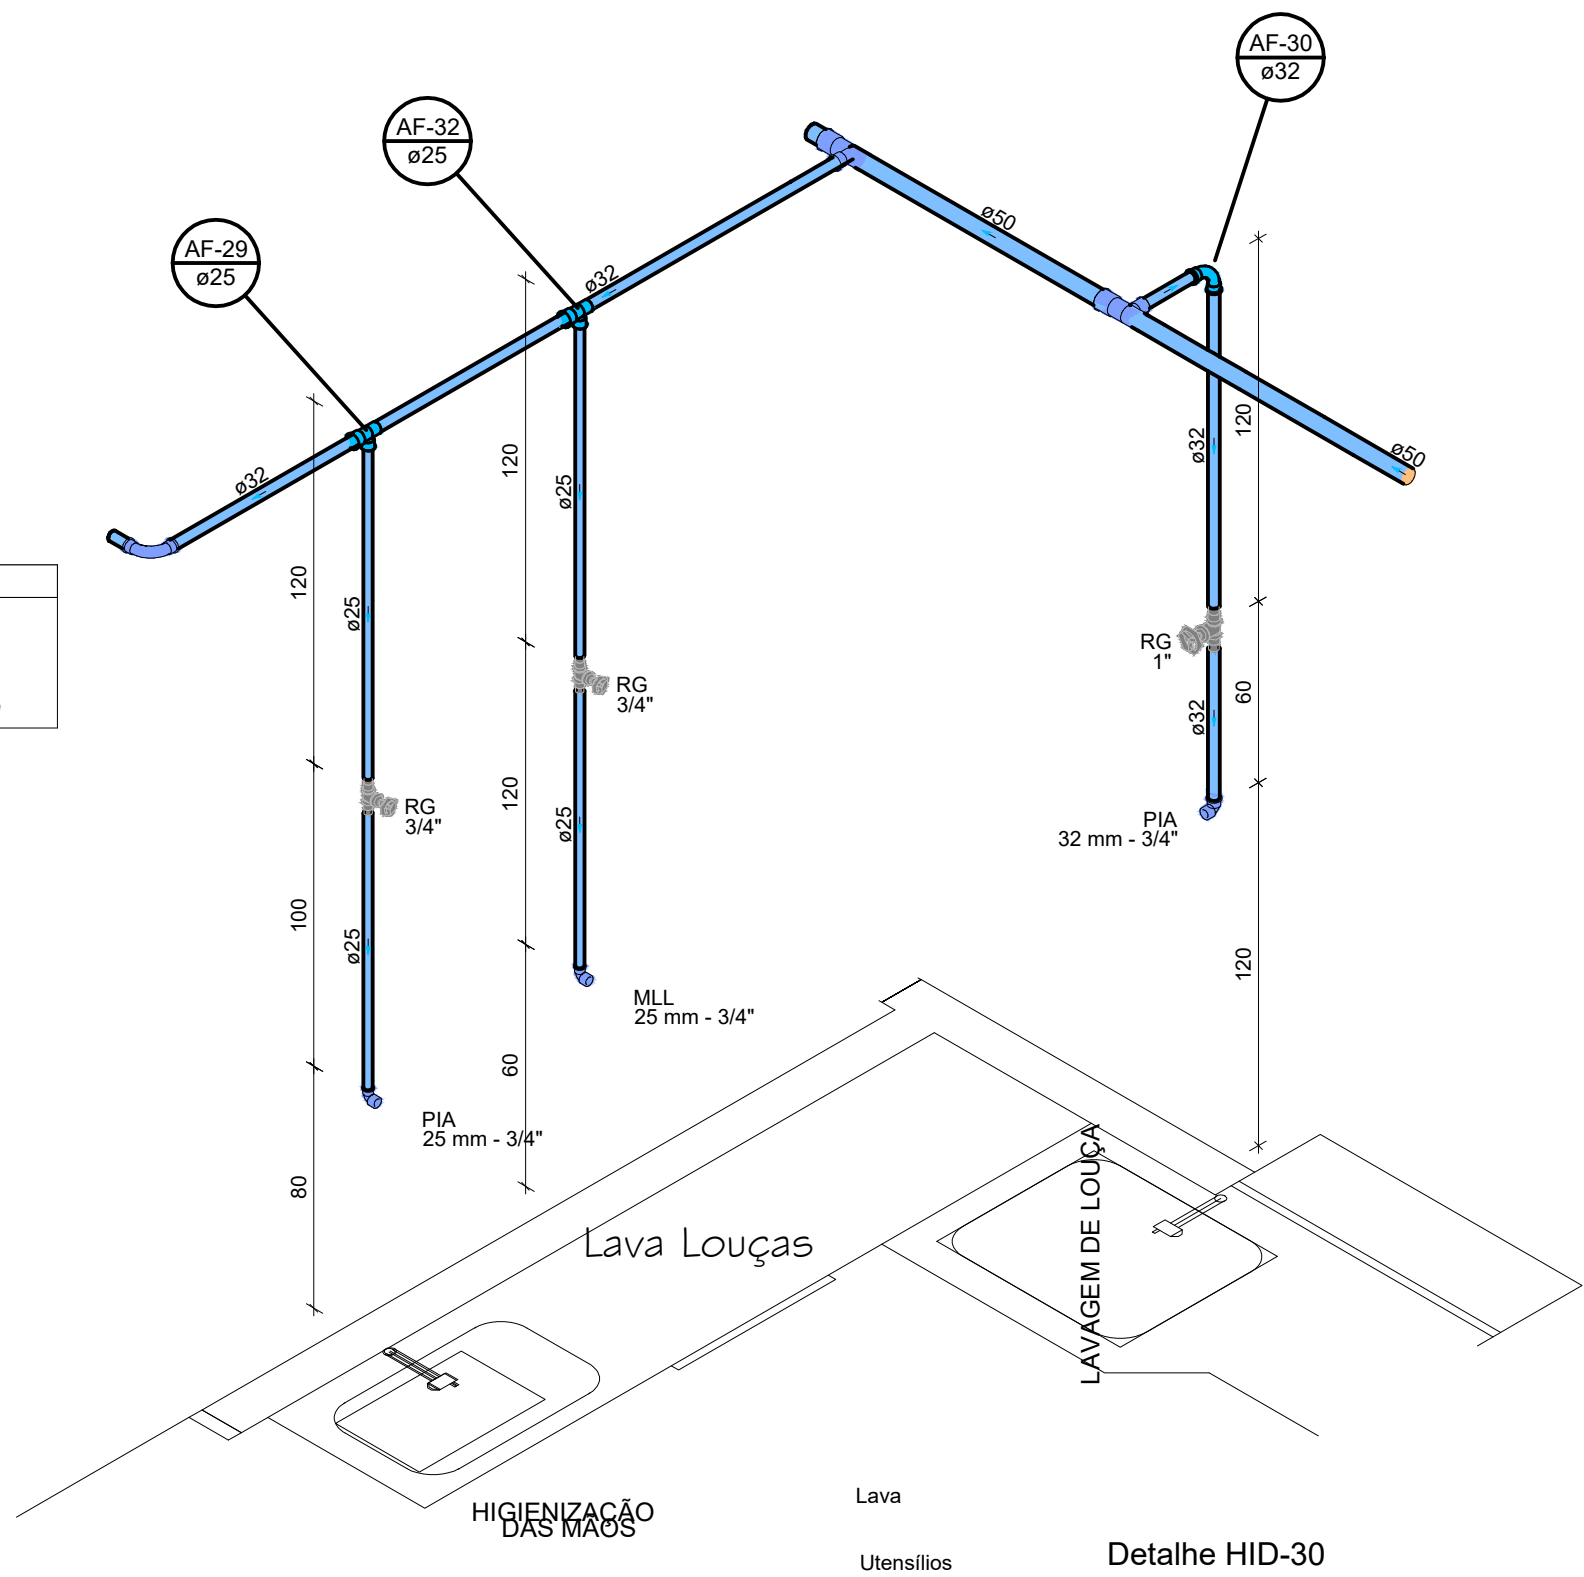 AF-30
ø32
AF-32
ø25
AF-29
ø25
ø50
ø32
ø50
ø32
120
120
120
ø32
ø25
ø25
120
RG
1"
RG
3/4"
60
ø32
120
RG
3/4"
ø25
PIA
32 mm - 3/4"
100
ø25
120
MLL
25 mm - 3/4"
60
PIA
25 mm - 3/4"
80
LAVAGEM DE LOUÇA
Lava Louças
HIGIENIZAÇÃO
DAS MÃOS
Lava
Utensílios
Detalhe HID-30